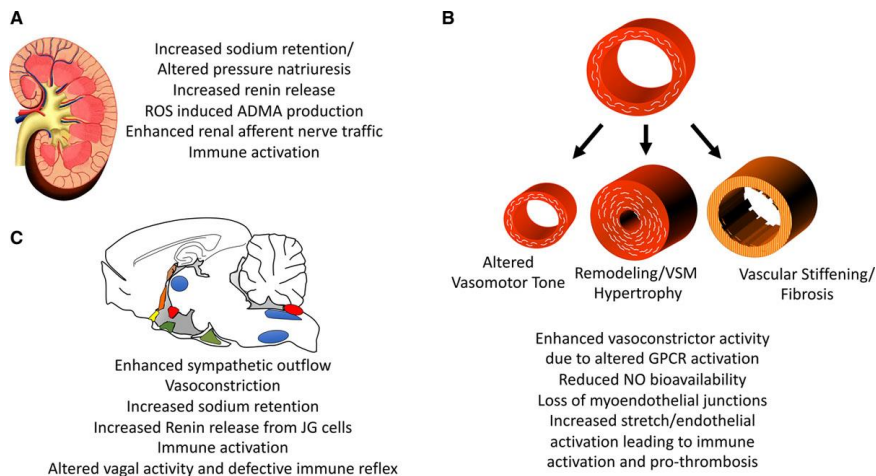 A
Increased sodium retention/
Altered pressure natriuresis
Increased renin release
ROS induced ADMA production
Enhanced renal afferent nerve traffic
Immune activation
B
Altered
Vasomotor Tone
Remodeling/VSM
Hypertrophy
Vascular Stiffening/
Fibrosis
Enhanced vasoconstrictor activity
due to altered GPCR activation
Reduced NO bioavailability
Loss of myoendothelial junctions
Increased stretch/endothelial
activation leading to immune
activation and pro-thrombosis
C
Enhanced sympathetic outflow
Vasoconstriction
Increased sodium retention
Increased Renin release from JG cells
Immune activation
Altered vagal activity and defective immune reflex